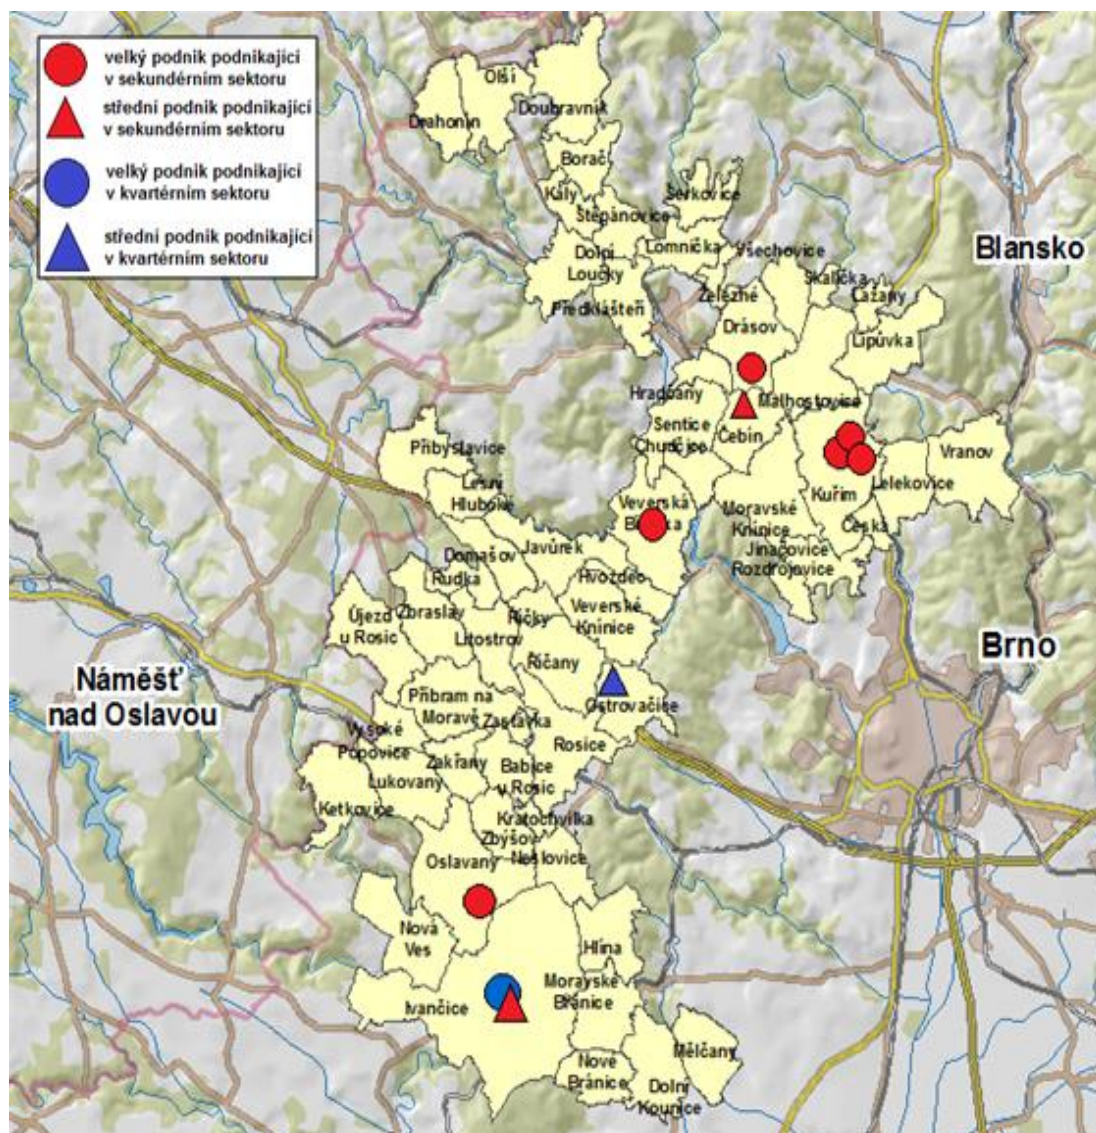 velký podnik podnikající
v sekundérním sektoru
střední podnik podnikající
v sekundérním sektoru
velký podnik podnikající
v kvartérním sektoru
střední podnik podnikající
v kvartérním sektoru
Olší
Doubravník
Drahonín
Borač
Kaly
Štěpánovice
Šerkovice
Lomnička
Všechovice
Blansko
Dolní
Loučky
Skalička
Železné
Lažany
Předklášteří
Drásov
Lipůvka
Hradčany
Malhostovice
Sentice
Čebín
Chudčice
Přibyslavice
Vranov
Lesní
Hluboké
Lelekovice
Kuřim
Veverská
Moravské
Knínice
Česká
Javůrek
Jinačovice
Domašov
Rozdrojovice
Rudka
Hvozdec
Veverské
Knínice
Újezd
u Rosic
Zbraslav
Říčky
Litostrov
Brno
Říčany
Náměšť
nad Oslavou
Příbram na
Moravě
Ostrovačice
Zastávka
Vysoké
Popovice
Rosice
Zakřany
Babice
u Rosic
Lukovany
Ketkovice
Kratochvilka
Zbýšov
Oslavany
Neslovice
Nová
Ves
Hlína
Moravské
Bránice
Ivančice
Mělčany
Nové
Bránice
Dolní
Kounice